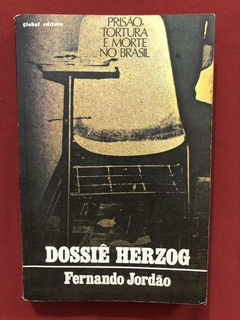 global editora
PRISÃO,
TORTURA
E MORTE
NO BRASIL
DOSSIÊ HERZOG
Fernando Jordão